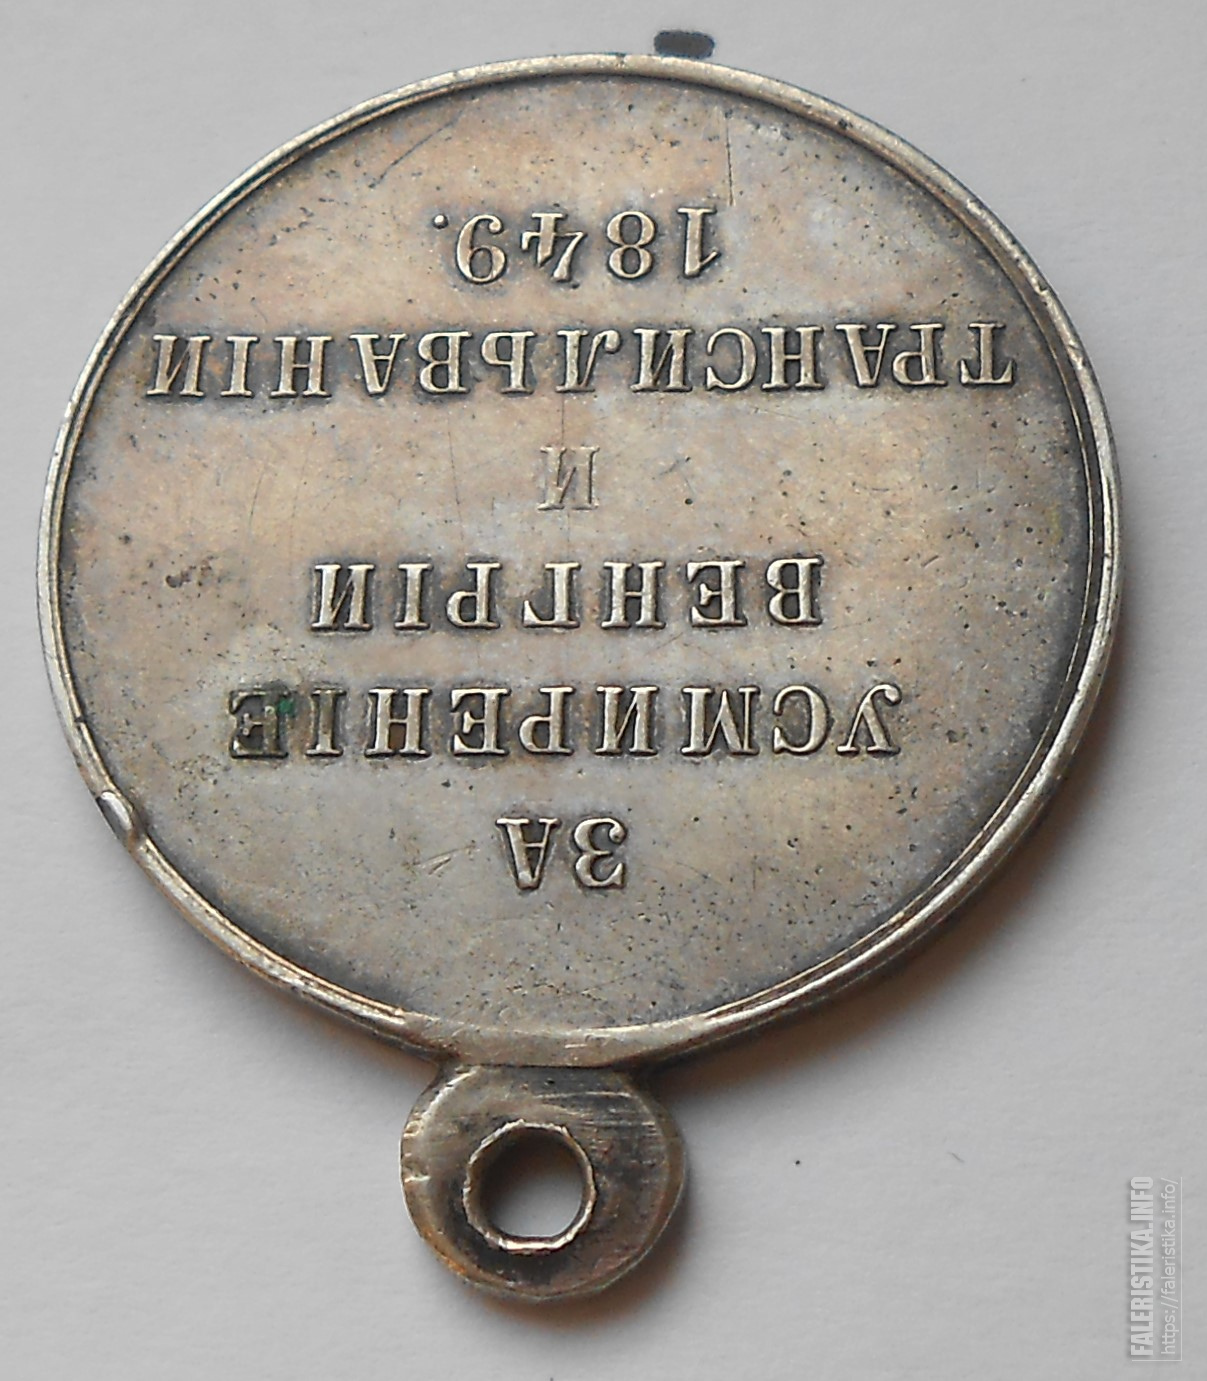 ЗА
УСМИРЕНІЕ
ВЕНГРІИ
И
ТРАНСИЛЬВАНІИ
1849.
FALERISTIKA.INFO
https://faleristika.info/